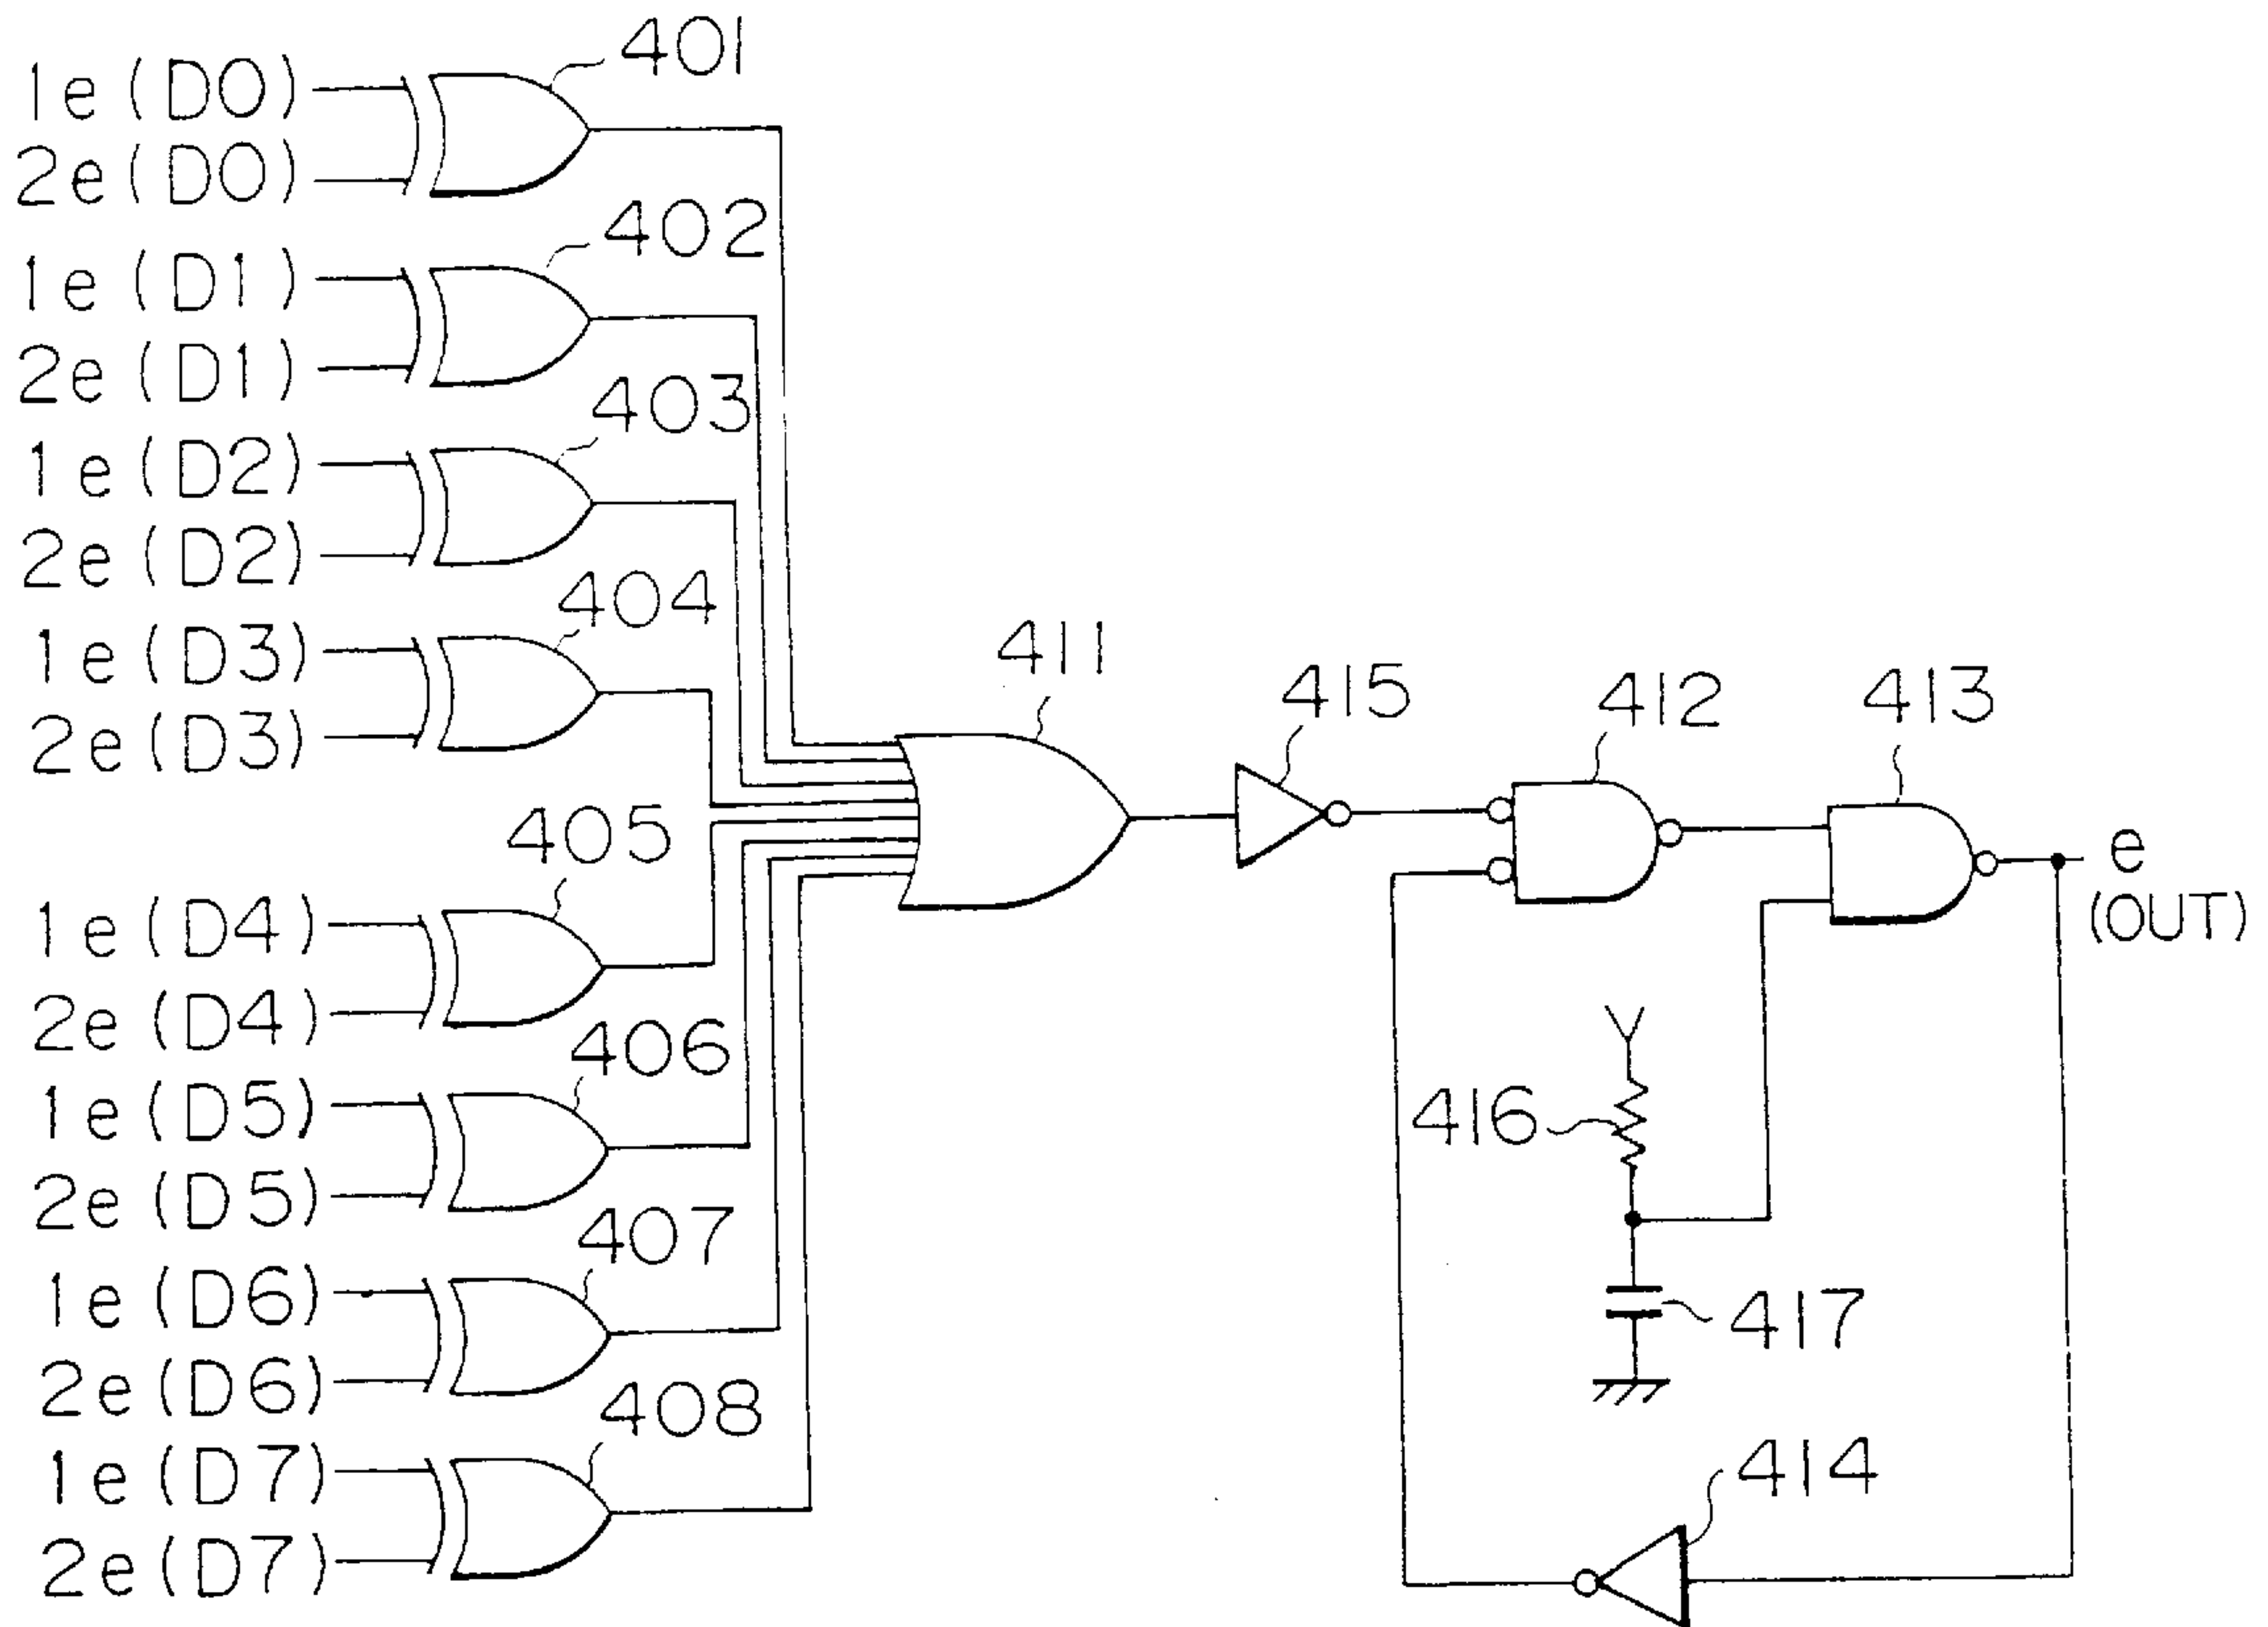 401
1e (D0)
2e (D0)
402
1e (D1)
2e (D1)
403
1e (D2)
2e (D2)
404
1e (D3)
2e (D3)
405
1e (D4)
2e (D4)
406
1e (D5)
2e (D5)
407
1e (D6)
2e (D6)
408
1e (D7)
2e (D7)
411
415
412
413
e
(OUT)
416
417
414